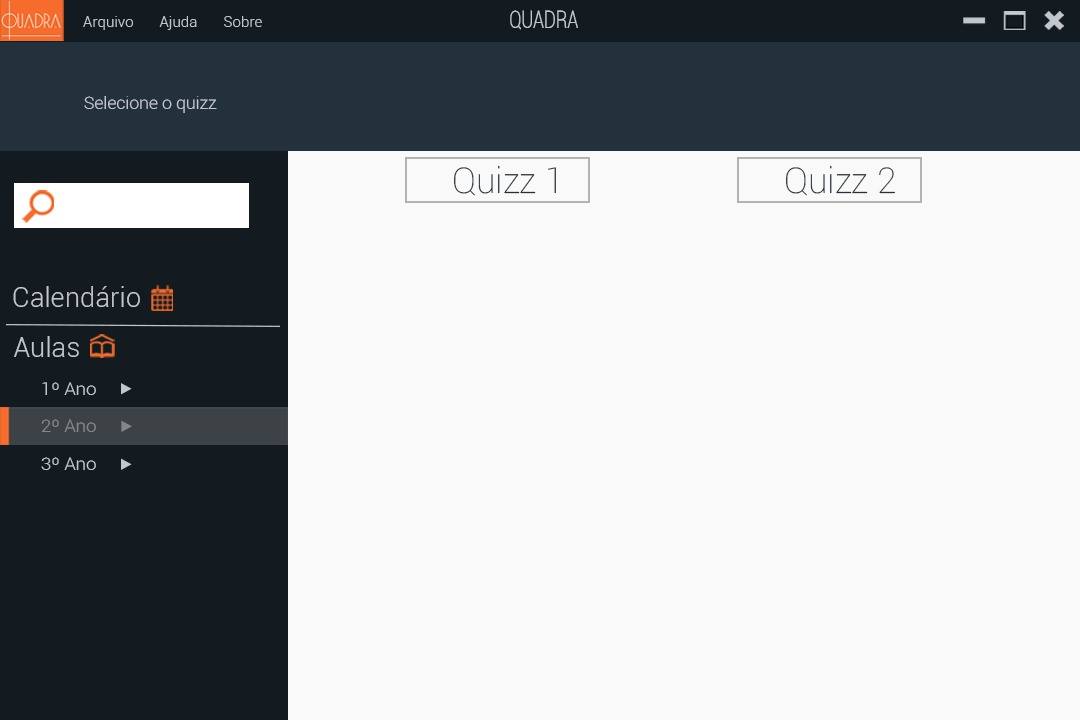 QUADRA Arquivo Ajuda Sobre QUADRA
Selecione o quizz
Quizz 1 Quizz 2
Calendário
Aulas
1º Ano
2º Ano
3º Ano